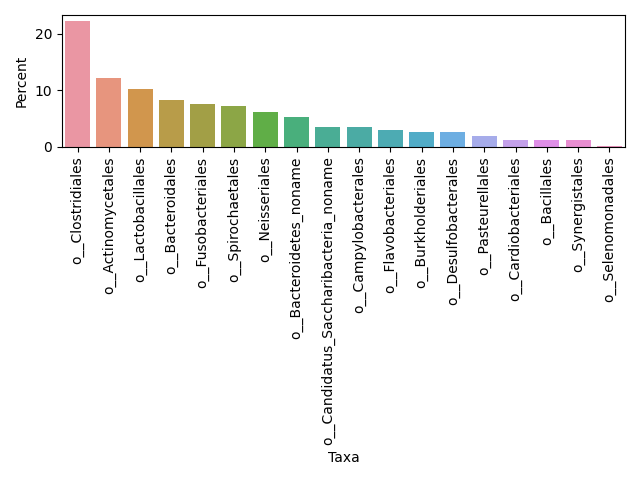 20
10
0
Percent
o__Clostridiales
o__Actinomycetales
o__Lactobacillales
o__Bacteroidales
o__Fusobacteriales
o__Spirochaetales
o__Neisseriales
o__Bacteroidetes_noname
o__Candidatus_Saccharibacteria_noname
o__Campylobacterales
o__Flavobacteriales
o__Burkholderiales
o__Desulfobacterales
o__Pasteurellales
o__Cardiobacteriales
o__Bacillales
o__Synergistales
o__Selenomonadales
Taxa